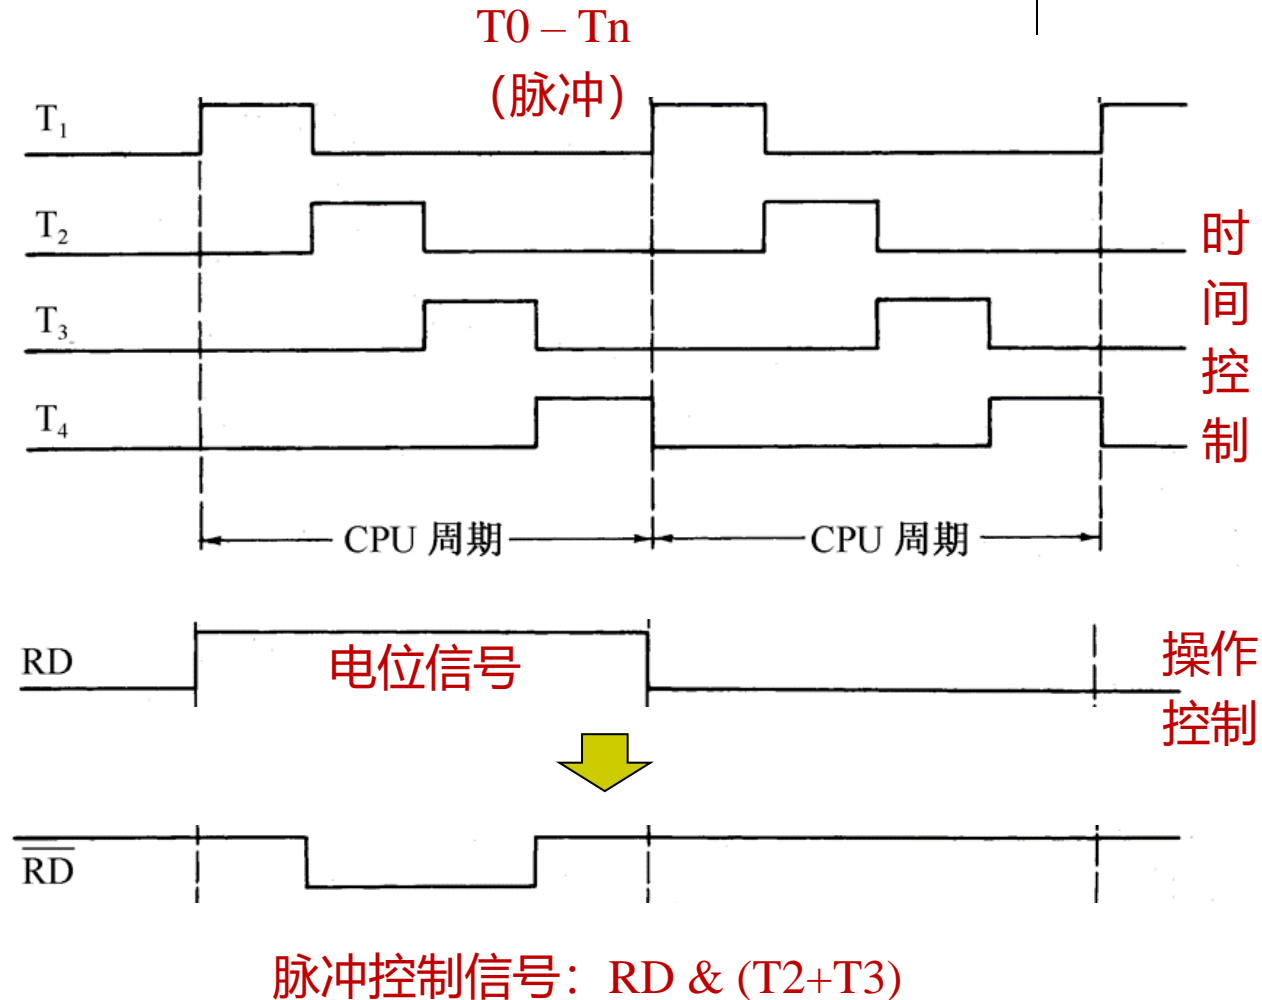 T0 – Tn
（脉冲）
T₁
T₂
T₃
T₄
时
间
控
制
CPU 周期
CPU 周期
RD
电位信号
操作
控制
R̅D̅
脉冲控制信号：RD & (T2+T3)